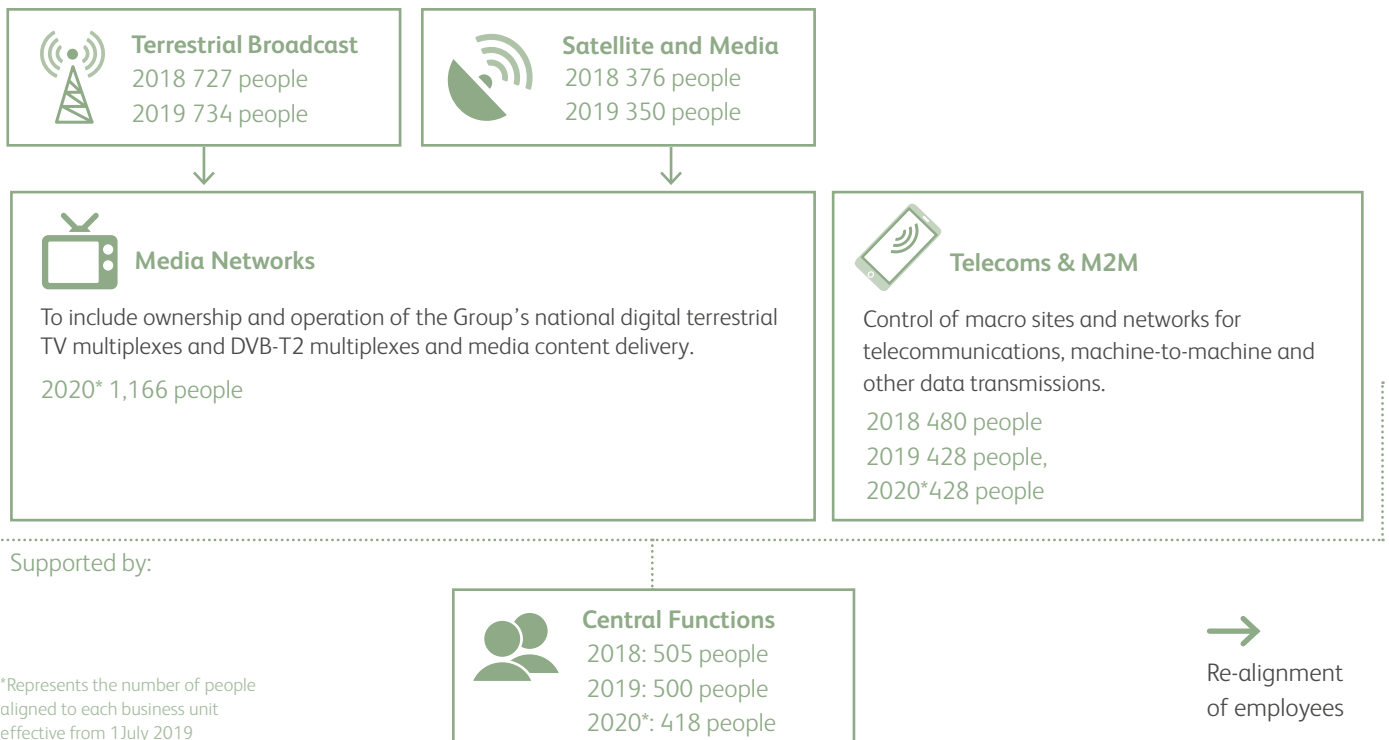 Terrestrial Broadcast
2018 727 people
2019 734 people
Satellite and Media
2018 376 people
2019 350 people
Media Networks
To include ownership and operation of the Group's national digital terrestrial
TV multiplexes and DVB-T2 multiplexes and media content delivery.
2020* 1,166 people
Telecoms & M2M
Control of macro sites and networks for
telecommunications, machine-to-machine and
other data transmissions.
2018 480 people
2019 428 people,
2020*428 people
Supported by:
Central Functions
2018: 505 people
2019: 500 people
2020*: 418 people
*Represents the number of people
aligned to each business unit
effective from 1July 2019
Re-alignment
of employees